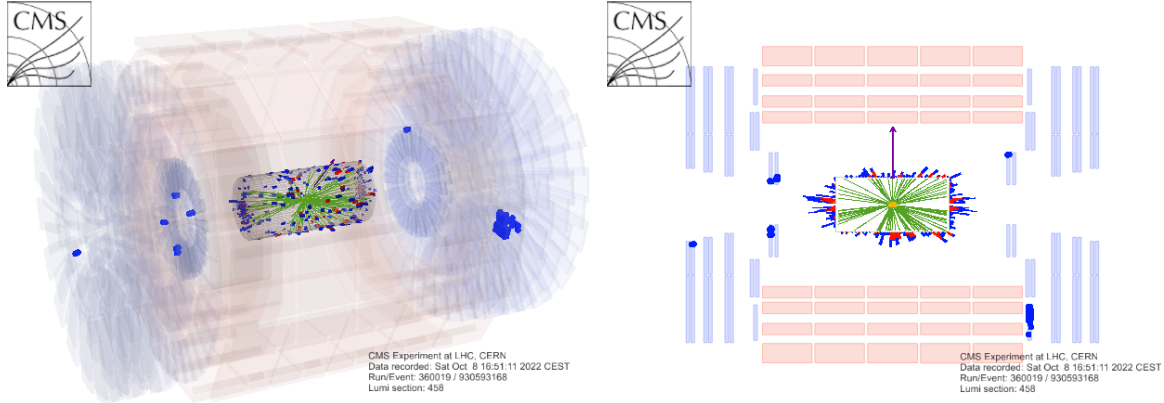 CMS
CMS
CMS Experiment at LHC, CERN
Data recorded: Sat Oct 8 16:51:11 2022 CEST
Run/Event: 360019 / 930593168
Lumi section: 458
CMS Experiment at LHC, CERN
Data recorded: Sat Oct 8 16:51:11 2022 CEST
Run/Event: 360019 / 930593168
Lumi section: 458